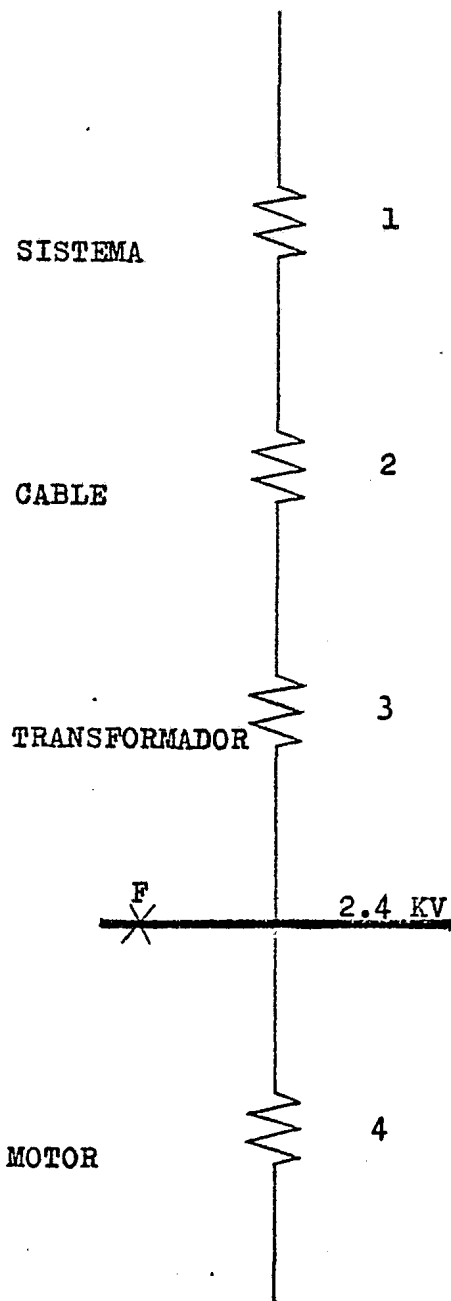 1
SISTEMA
2
CABLE
3
TRANSFORMADOR
F
2.4 KV
4
MOTOR